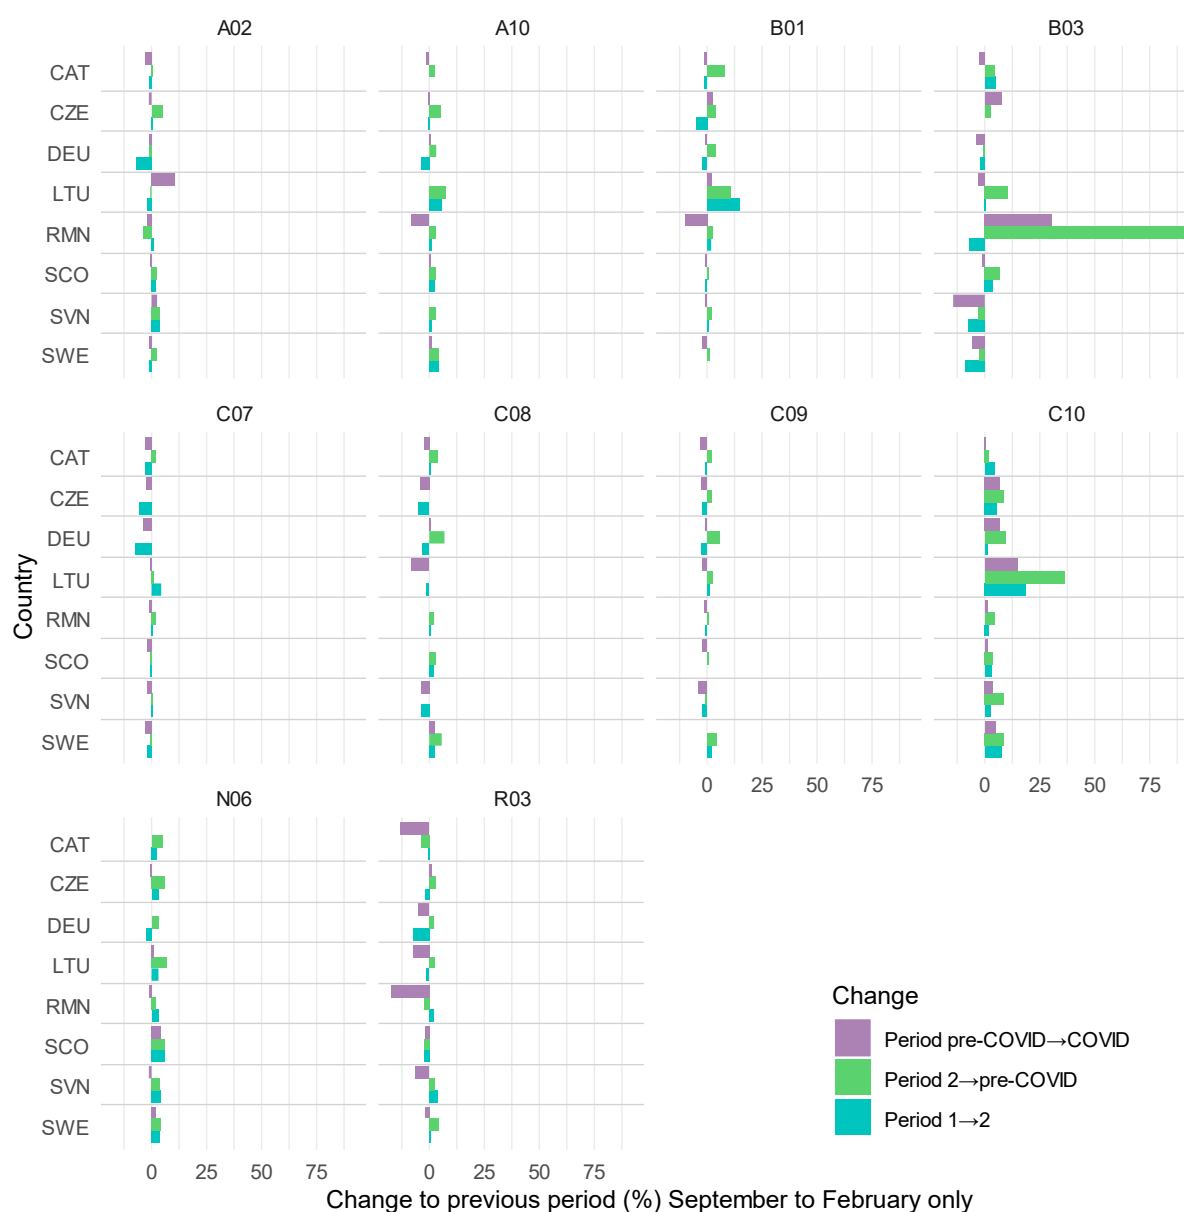 A02 A10 B01 B03
CAT
CZE
DEU
LTU
RMN
SCO
SVN
SWE
C07 C08 C09 C10
CAT
CZE
DEU
LTU
RMN
SCO
SVN
SWE
Country
0 25 50 75 0 25 50 75
N06 R03
CAT
CZE
DEU
LTU
RMN
SCO
SVN
SWE
0 25 50 75 0 25 50 75
Change to previous period (%) September to February only
Change
Period pre-COVID→COVID
Period 2→pre-COVID
Period 1→2